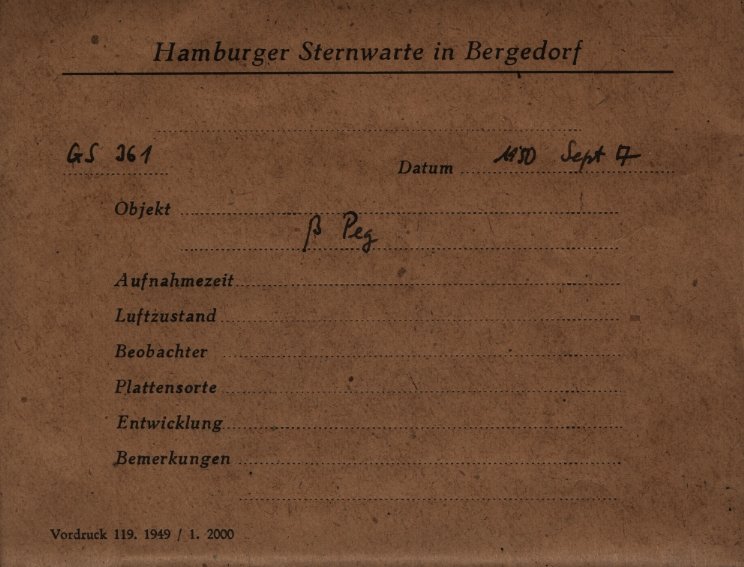 Hamburger Sternwarte in Bergedorf
GS 361 Datum 1950 Sept 7
Objekt
β Peg
Aufnahmezeit
Luftzustand
Beobachter
Plattensorte
Entwicklung
Bemerkungen
Vordruck 119. 1949 / 1. 2000